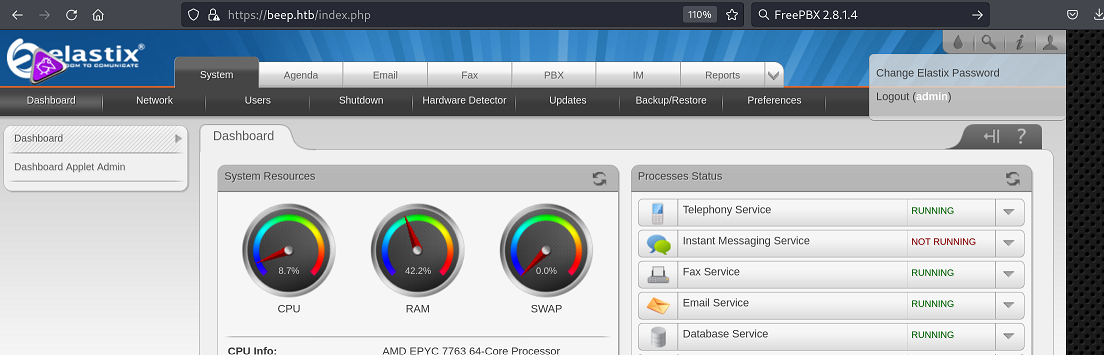 https://beep.htb/index.php 110% FreePBX 2.8.1.4
elastix®
DOM TO COMUNICATE
System Agenda Email Fax PBX IM Reports
Change Elastix Password
Logout (admin)
Dashboard Network Users Shutdown Hardware Detector Updates Backup/Restore Preferences
Dashboard
Dashboard Applet Admin
Dashboard ?
System Resources
8.7% 42.2% 0.0%
CPU RAM SWAP
CPU Info: AMD EPYC 7763 64-Core Processor
Processes Status
Telephony Service RUNNING
Instant Messaging Service NOT RUNNING
Fax Service RUNNING
Email Service RUNNING
Database Service RUNNING